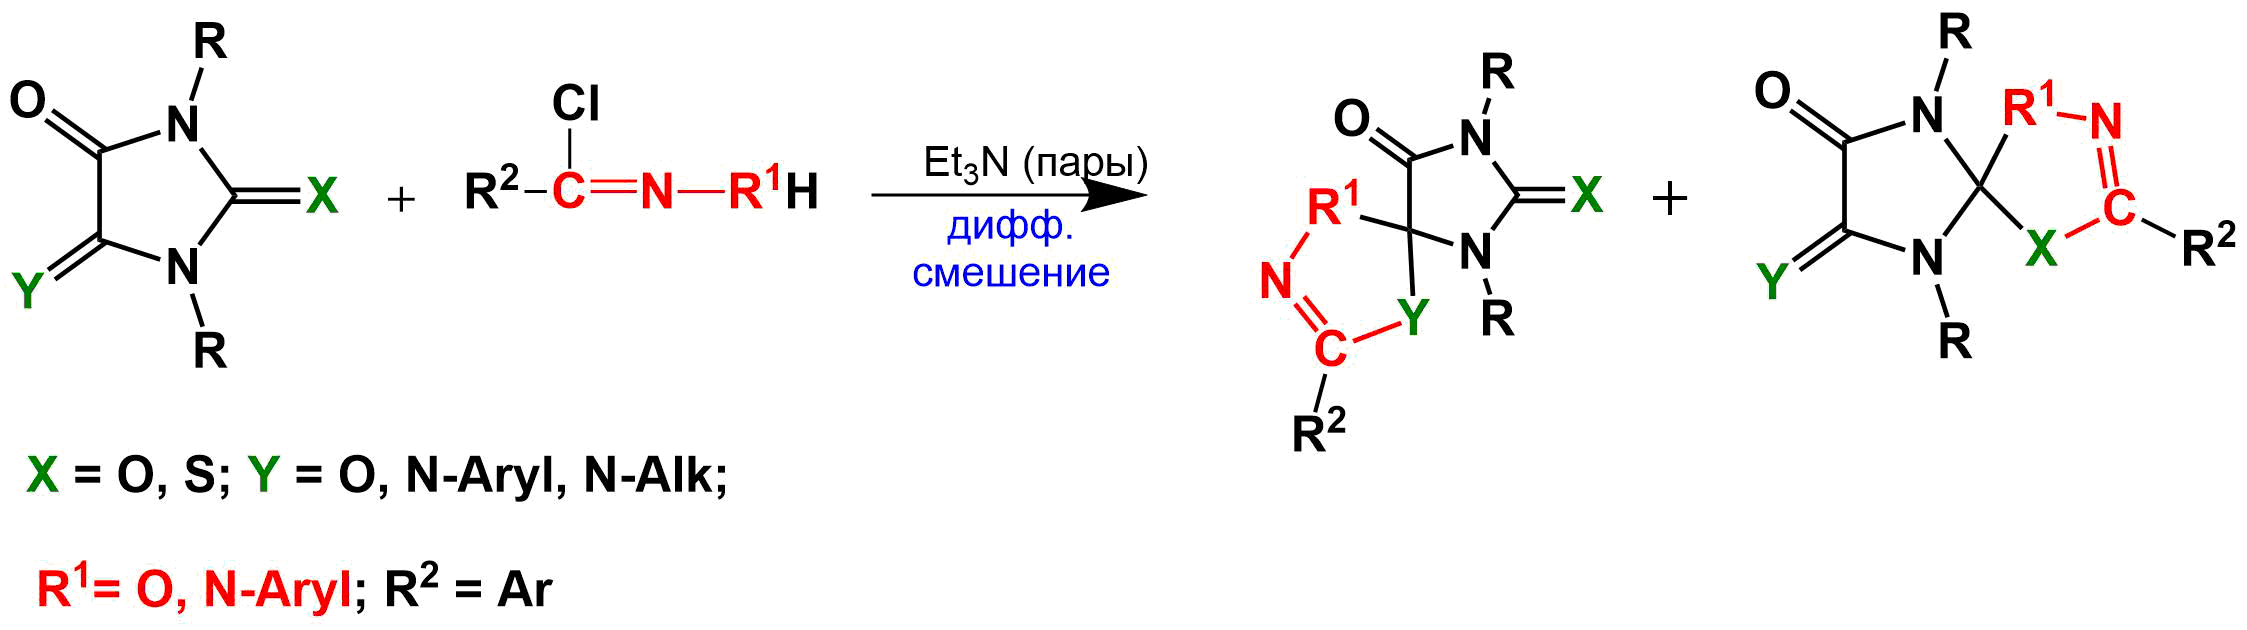 R
O
N
X
Y
N
R
+
Cl
R²–C=N–R¹H
Et₃N (пары)
дифф.
смешение
R
O
N
X
R¹
N
N
Y
C
R
R²
+
R
O
N
R¹
N
C
X
R²
Y
N
R
X = O, S; Y = O, N-Aryl, N-Alk;
R¹= O, N-Aryl; R² = Ar